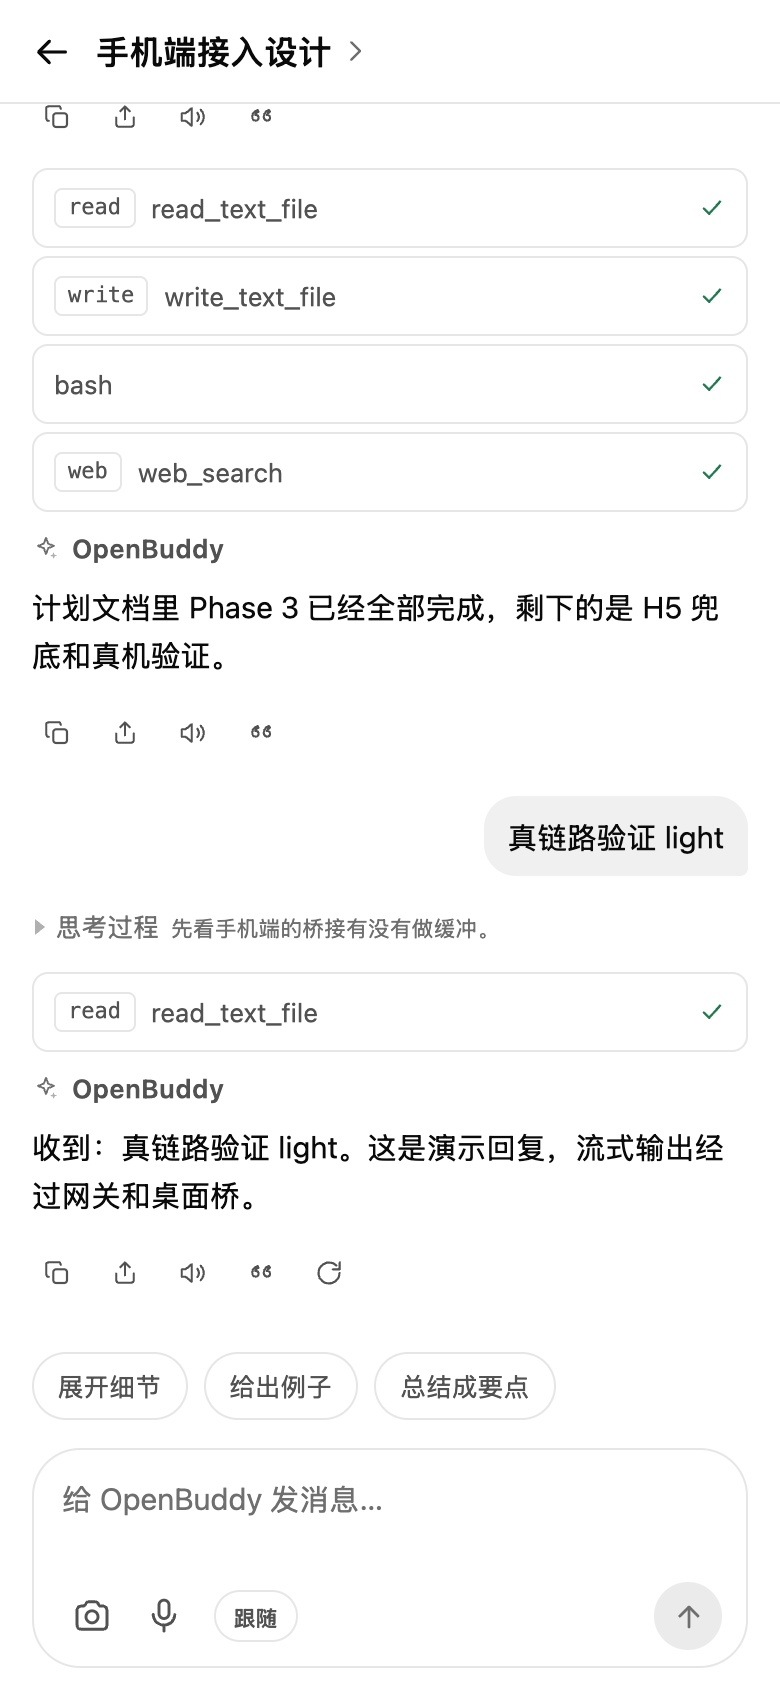 手机端接入设计
read read_text_file
write write_text_file
bash
web web_search
OpenBuddy
计划文档里 Phase 3 已经全部完成，剩下的是 H5 兜
底和真机验证。
真链路验证 light
思考过程 先看手机端的桥接有没有做缓冲。
read read_text_file
OpenBuddy
收到：真链路验证 light。这是演示回复，流式输出经
过网关和桌面桥。
展开细节 给出例子 总结成要点
给 OpenBuddy 发消息...
跟随